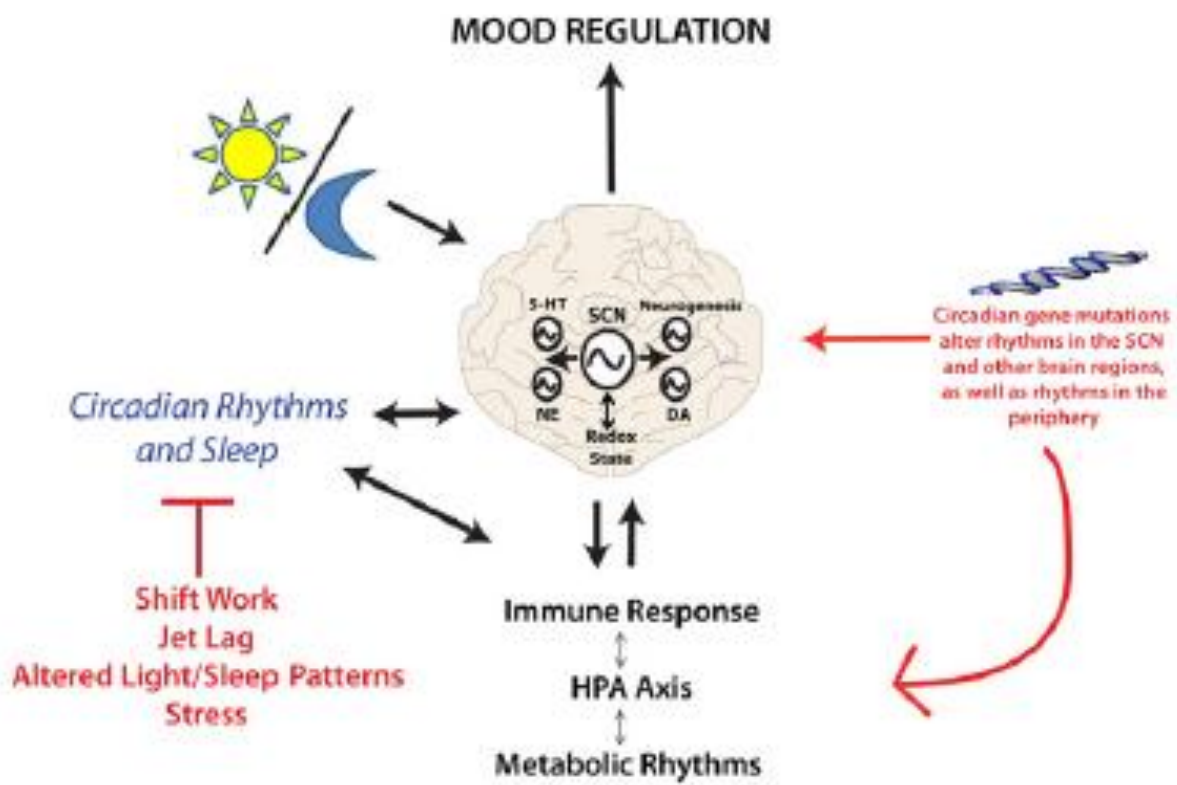 MOOD REGULATION
5-HT
SCN
Neurogenesis
NE
DA
Redox
State
Circadian gene mutations
alter rhythms in the SCN
and other brain regions,
as well as rhythms in the
periphery
Circadian Rhythms
and Sleep
Shift Work
Jet Lag
Altered Light/Sleep Patterns
Stress
Immune Response
HPA Axis
Metabolic Rhythms